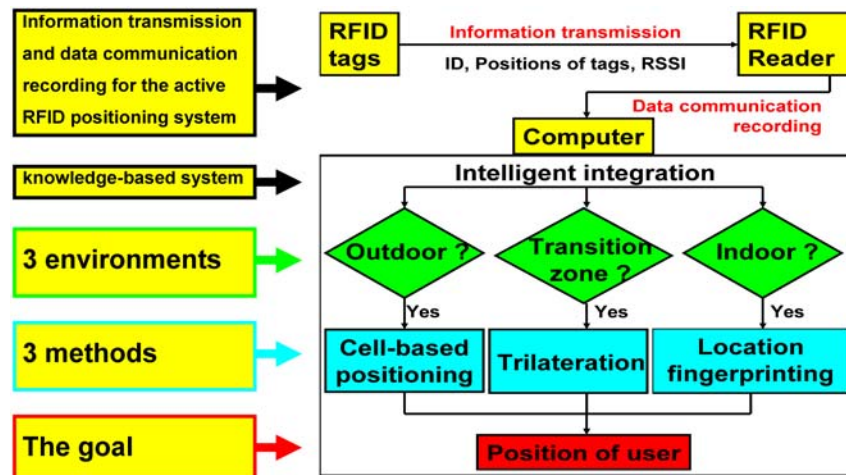 Information transmission
and data communication
recording for the active
RFID positioning system
RFID
tags
Information transmission
ID, Positions of tags, RSSI
RFID
Reader
Data communication
recording
Computer
knowledge-based system
Intelligent integration
3 environments
Outdoor ?
Transition
zone ?
Indoor ?
Yes
Yes
Yes
3 methods
Cell-based
positioning
Trilateration
Location
fingerprinting
The goal
Position of user